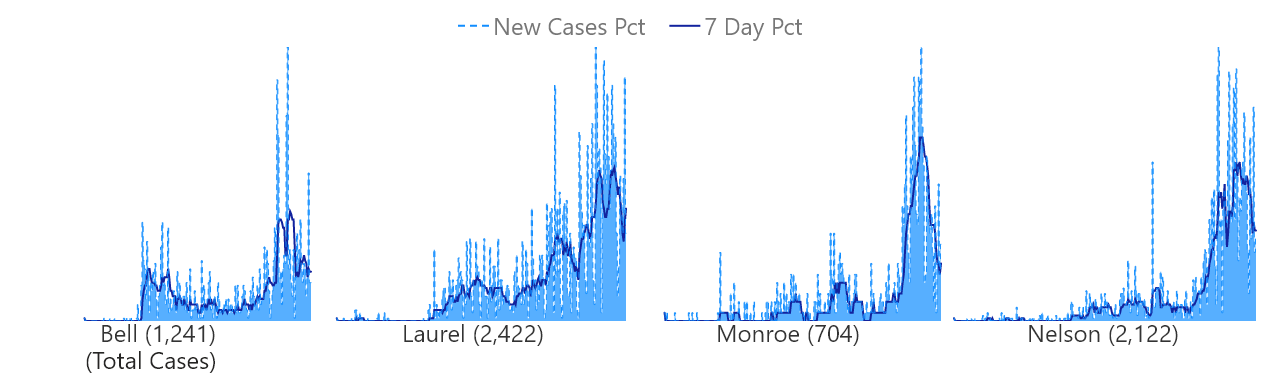 New Cases Pct 7 Day Pct
Bell (1,241) Laurel (2,422) Monroe (704) Nelson (2,122)
(Total Cases)